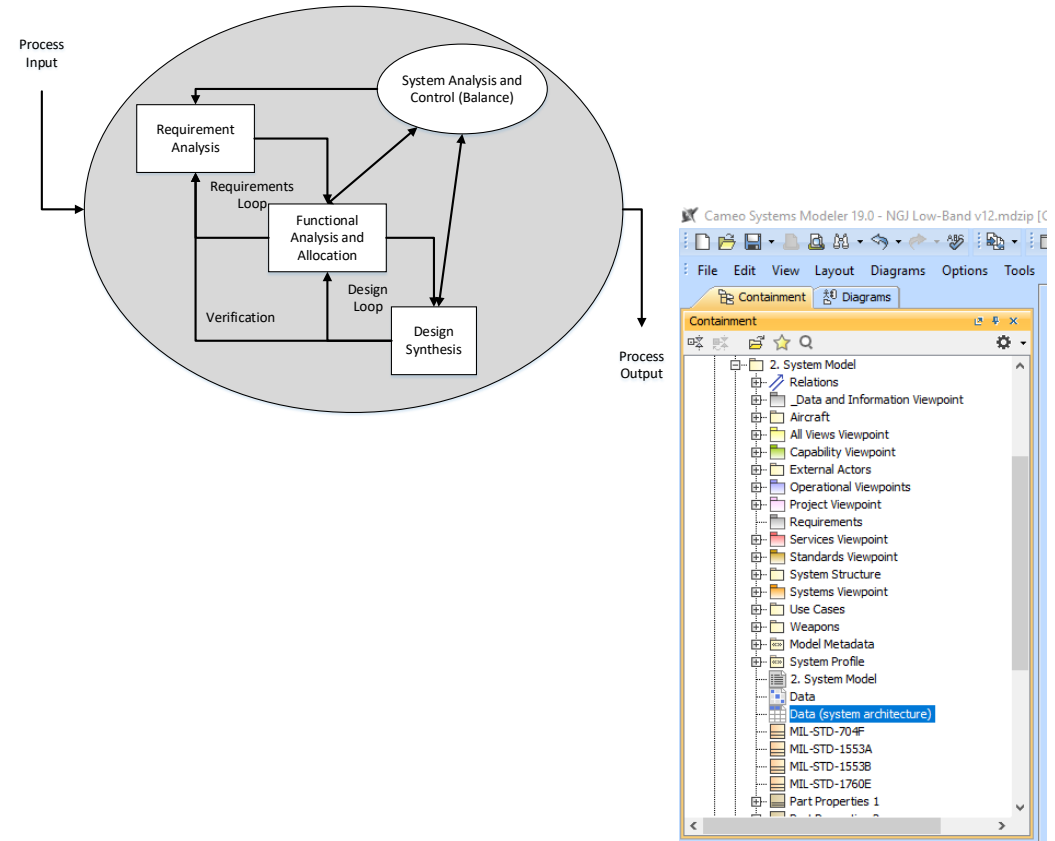 Process
Input
System Analysis and
Control (Balance)
Requirement
Analysis
Requirements
Loop
Functional
Analysis and
Allocation
Design
Loop
Verification
Design
Synthesis
Process
Output
Cameo Systems Modeler 19.0 - NGJ Low-Band v12.mdzip [C
File Edit View Layout Diagrams Options Tools
Containment Diagrams
Containment
2. System Model
Relations
_Data and Information Viewpoint
Aircraft
All Views Viewpoint
Capability Viewpoint
External Actors
Operational Viewpoints
Project Viewpoint
Requirements
Services Viewpoint
Standards Viewpoint
System Structure
Systems Viewpoint
Use Cases
Weapons
Model Metadata
System Profile
2. System Model
Data
Data (system architecture)
MIL-STD-704F
MIL-STD-1553A
MIL-STD-1553B
MIL-STD-1760E
Part Properties 1